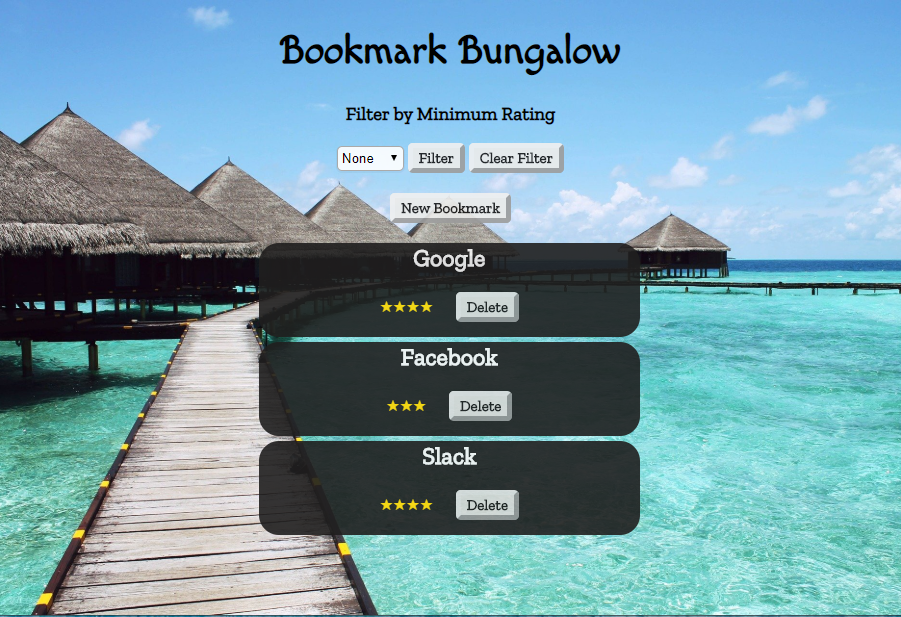 Bookmark Bungalow
Filter by Minimum Rating
None Filter Clear Filter
New Bookmark
Google
★★★★ Delete
Facebook
★★★ Delete
Slack
★★★★ Delete